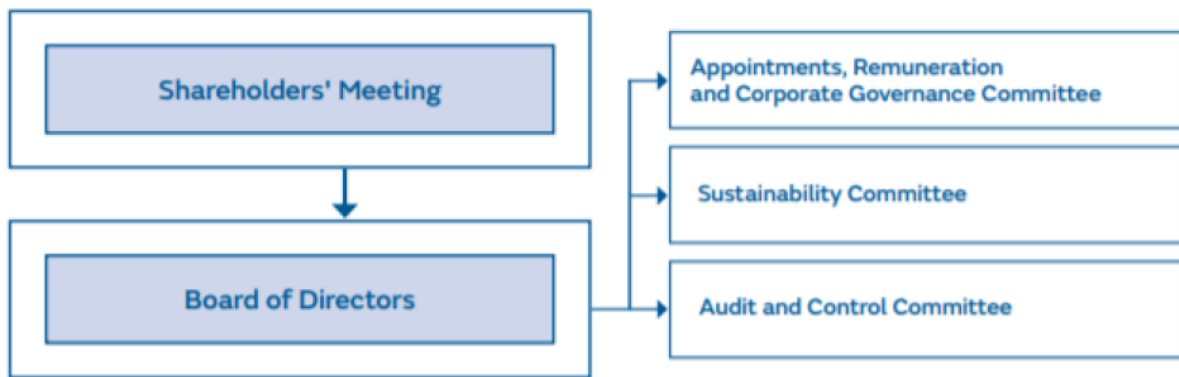 Shareholders' Meeting
Board of Directors
Appointments, Remuneration
and Corporate Governance Committee
Sustainability Committee
Audit and Control Committee